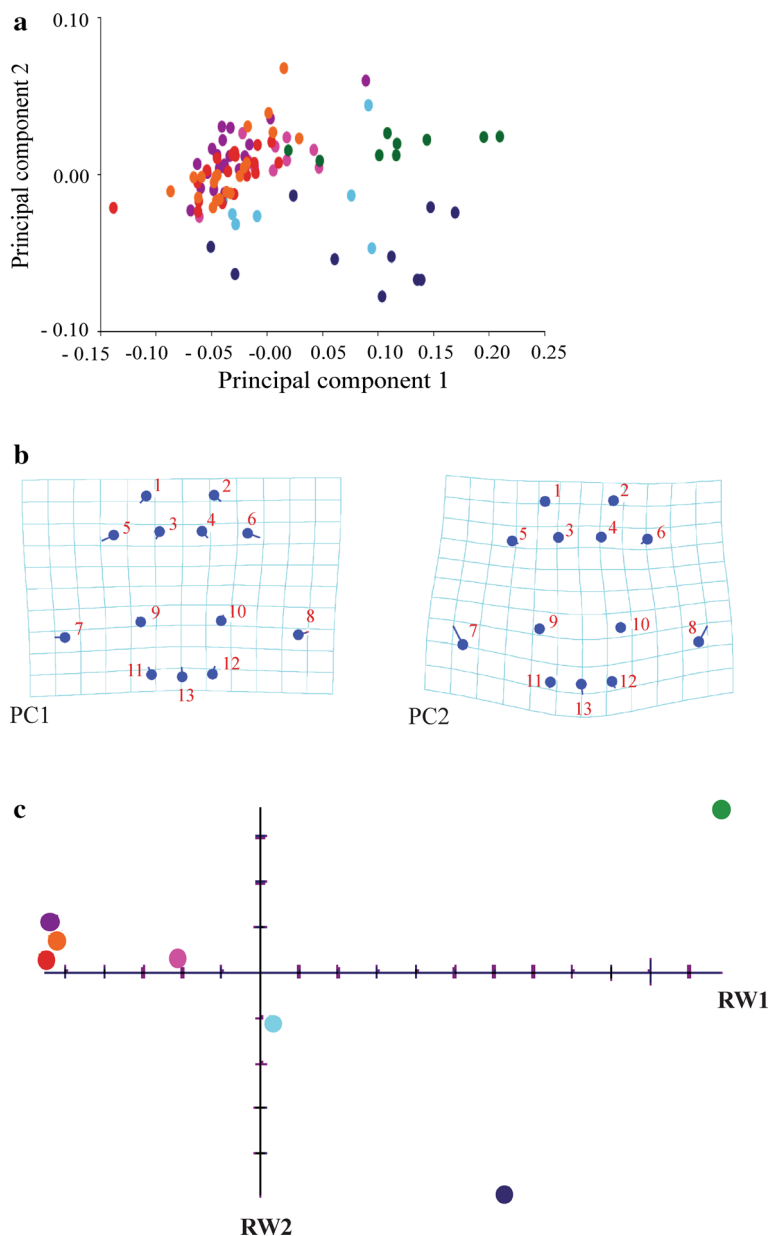 a
0.10
Principal component 2
0.00
- 0.10
- 0.15 -0.10 - 0.05 -0.00 0.05 0.10 0.15 0.20 0.25
Principal component 1
b
1 2
5 3 4 6
7 9 10 8
11 12
13
PC1
1 2
5 3 4 6
7 9 10 8
11 12
13
PC2
c
RW1
RW2